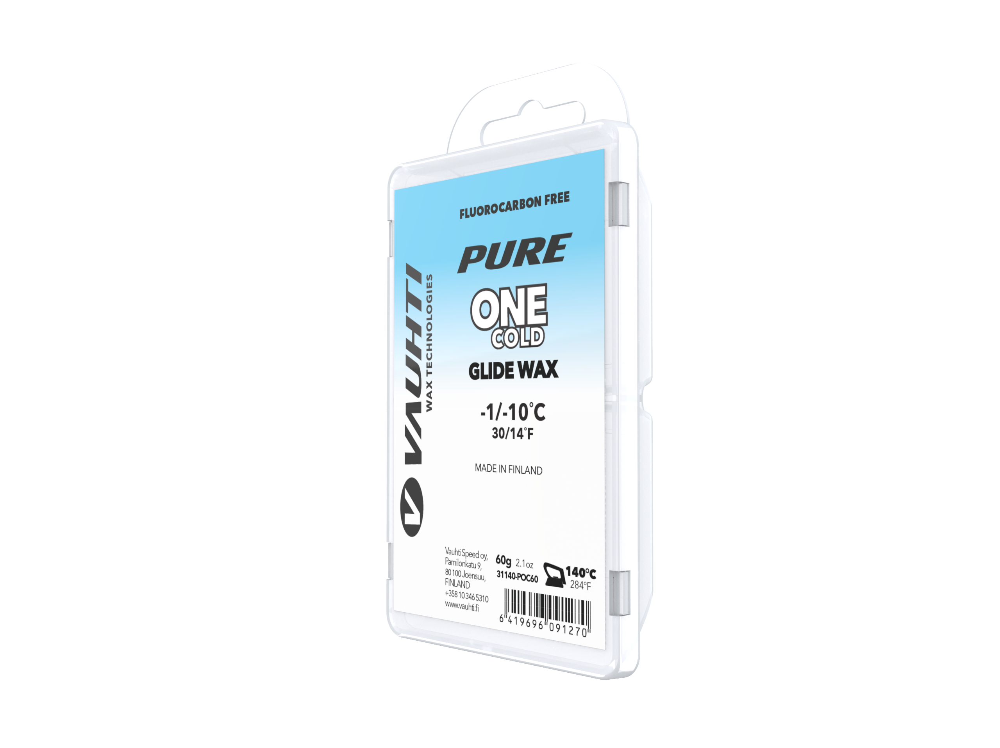 FLUOROCARBON FREE
PURE
ONE
COLD
GLIDE WAX
-1/-10°C
30/14°F
MADE IN FINLAND
VAUHTI
WAX TECHNOLOGIES
V
Vauhti Speed oy,
Pamilonkatu 9,
80 100 Joensuu,
FINLAND
+358 10 346 5310
www.vauhti.fi
60g 2.1 oz
31140-POC60
140°C
284°F
6 419696 091270